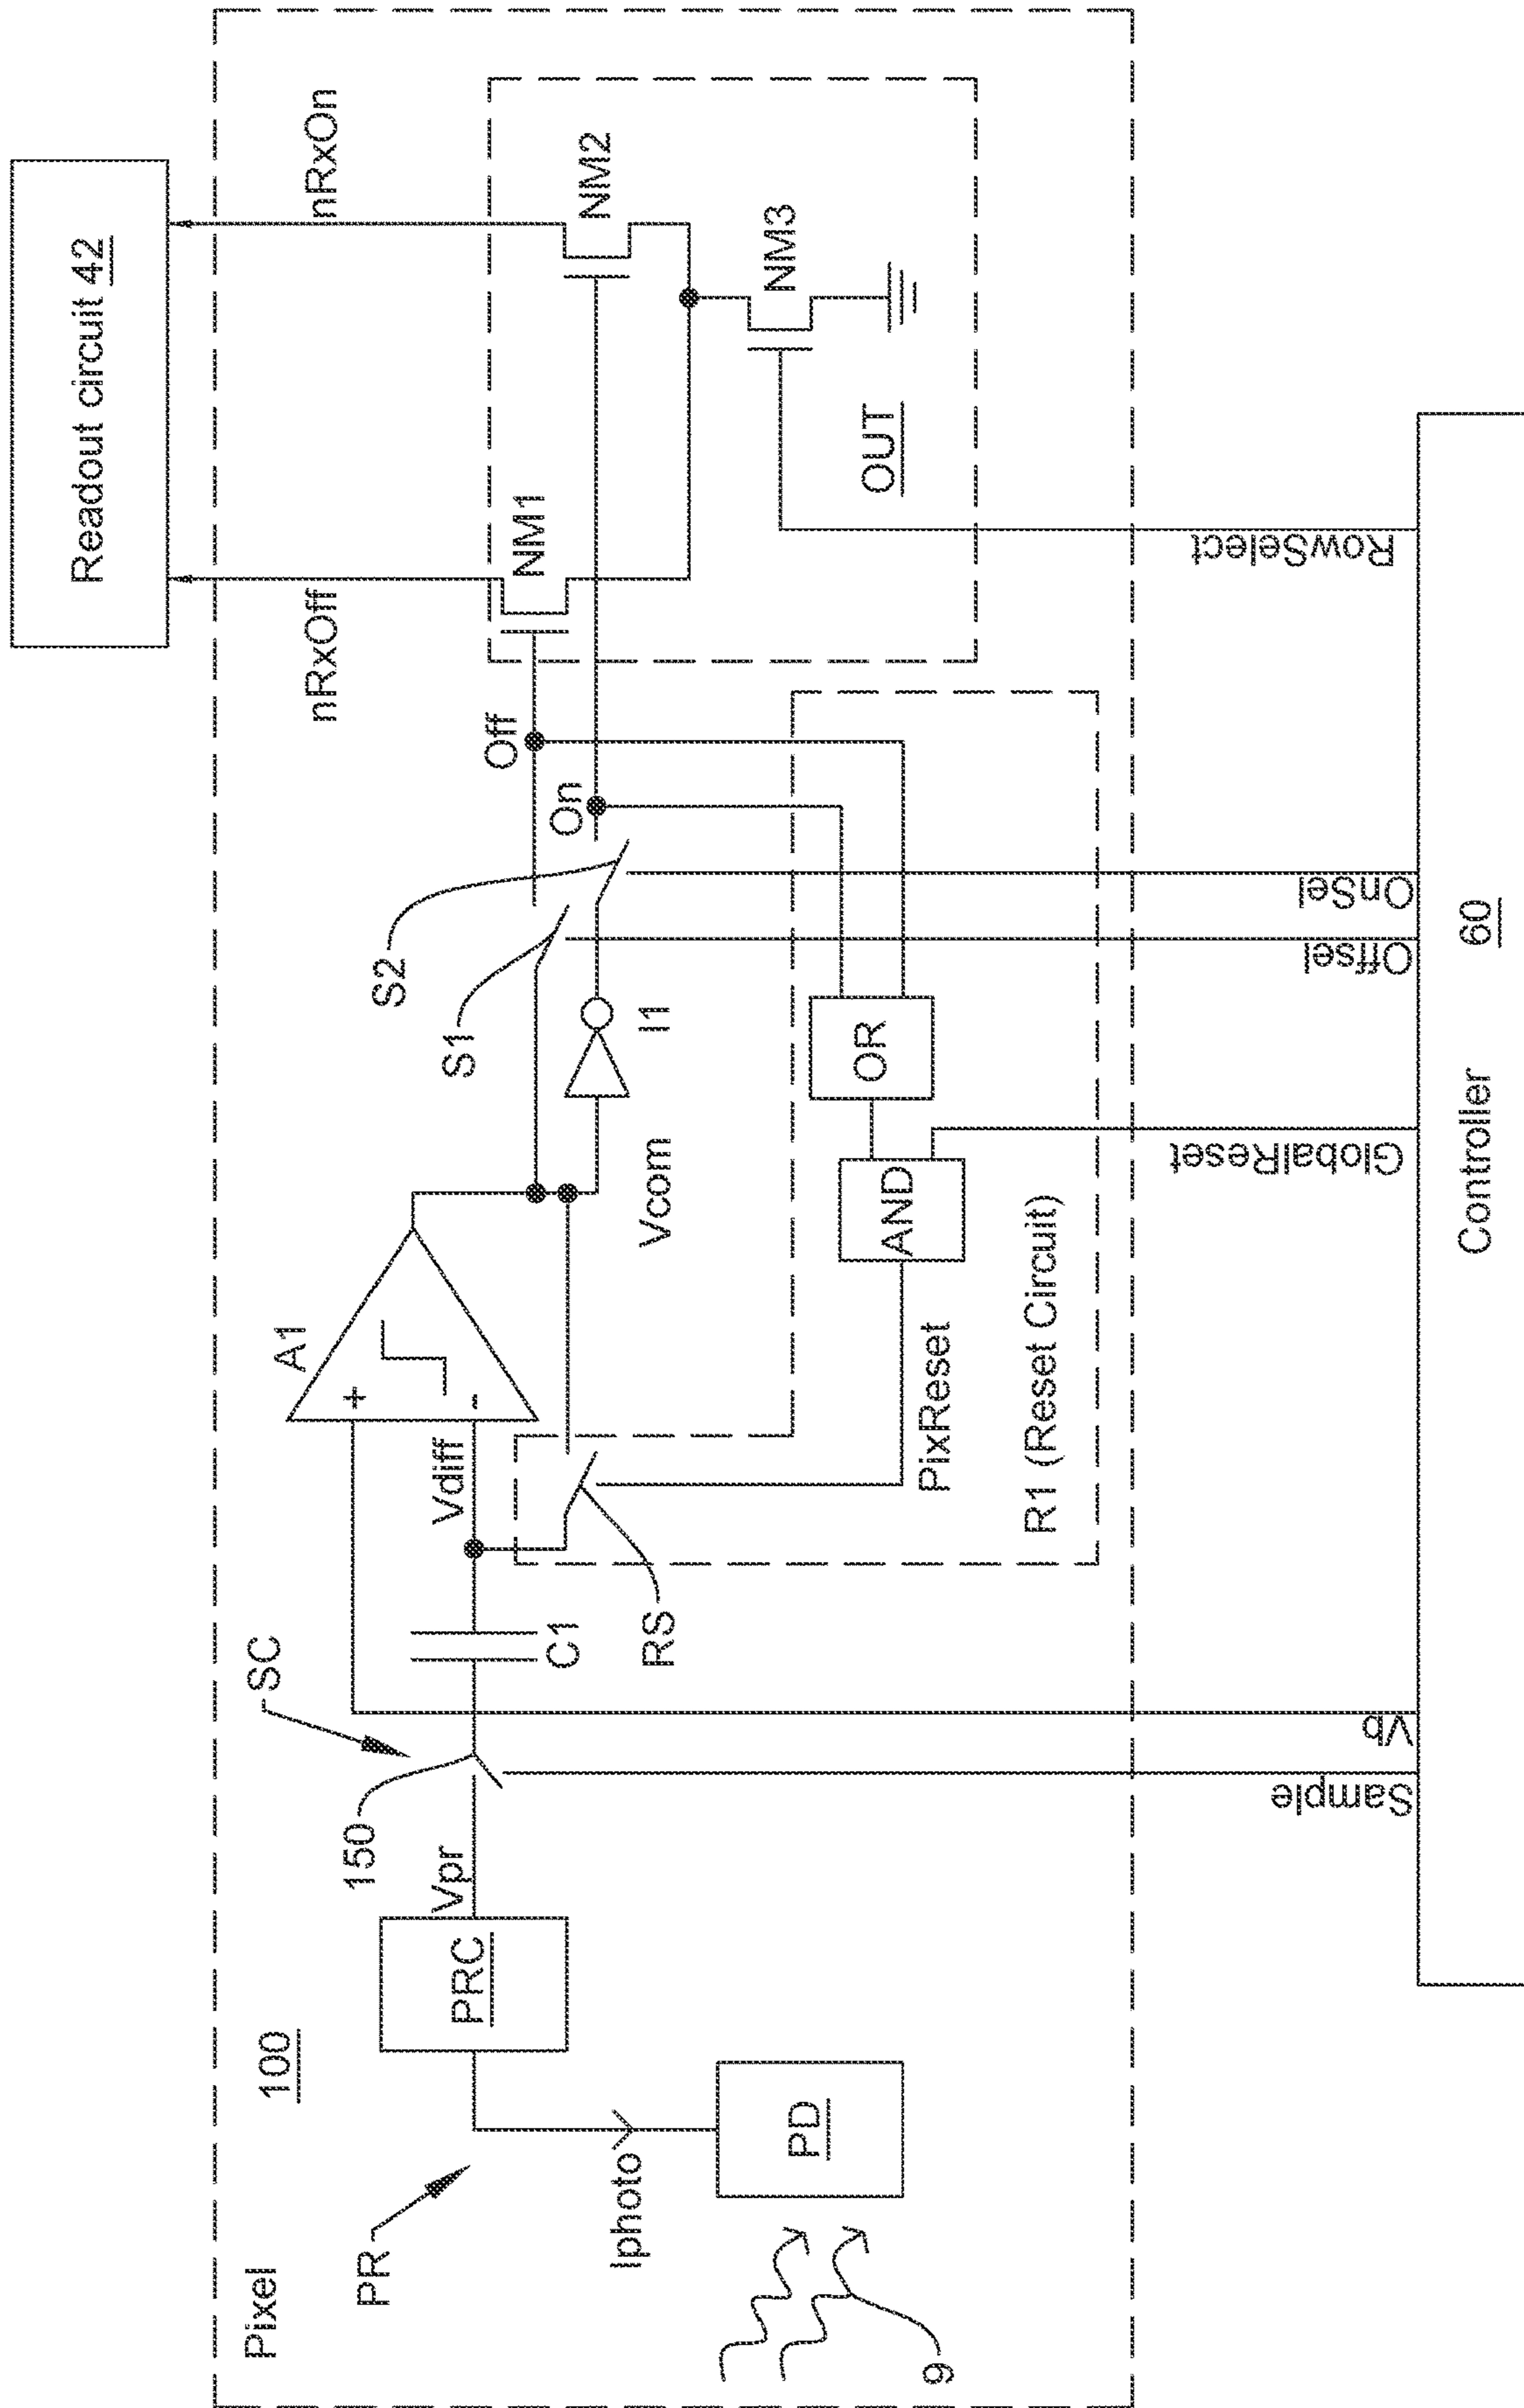 Readout circuit 42
nRxOff
nRxOn
Pixel
100
PR
PRC
Vpr
150
SC
C1
Vdiff
A1
+
-
S1
S2
Off
On
NM1
NM2
NM3
OUT
Iphoto
PD
9
RS
Vcom
I1
PixReset
AND
OR
R1 (Reset Circuit)
Sample
Vb
GlobalReset
Offsel
OnSel
RowSelect
Controller
60